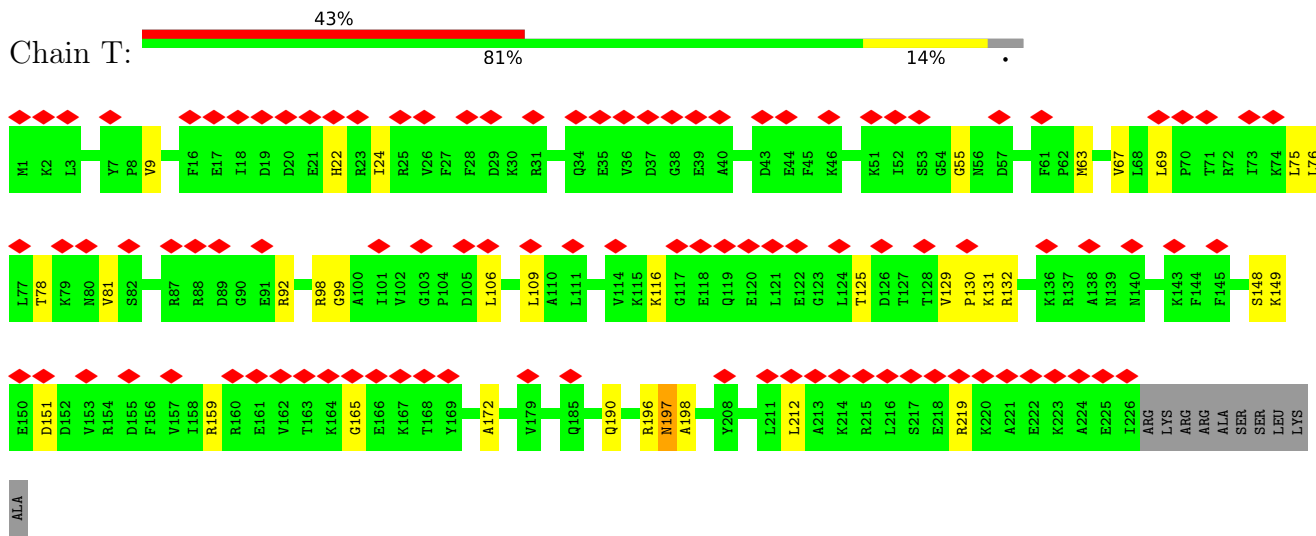 43%
Chain T:
81% 14% •
M1 K2 L3 Y7 P8 V9 F16 E17 I18 D19 D20 E21 H22 R23 I24 R25 V26 F27 F28 D29 K30 R31 Q34 E35 V36 D37 G38 E39 A40 D43 E44 F45 K46 K51 I52 S53 G54 G55 N56 D57 F61 P62 M63 V67 L68 L69 P70 T71 R72 I73 K74 L75 L76
L77 T78 K79 N80 V81 S82 R87 R88 D89 G90 E91 R92 R98 G99 A100 I101 V102 G103 P104 D105 L106 L109 A110 L111 V114 K115 K116 G117 E118 Q119 E120 L121 E122 G123 L124 T125 D126 T127 T128 V129 P130 K131 R132 K136 R137 A138 N139 N140 K143 F144 F145 S148 K149
E150 D151 D152 V153 R154 D155 F156 V157 I158 R159 R160 E161 V162 T163 K164 G165 E166 K167 T168 Y169 A172 V179 Q185 Q190 R196 N197 A198 Y208 L211 L212 A213 K214 R215 L216 S217 E218 R219 K220 A221 E222 K223 A224 E225 I226 ARG LYS ARG ARG ALA SER SER LEU LYS
ALA